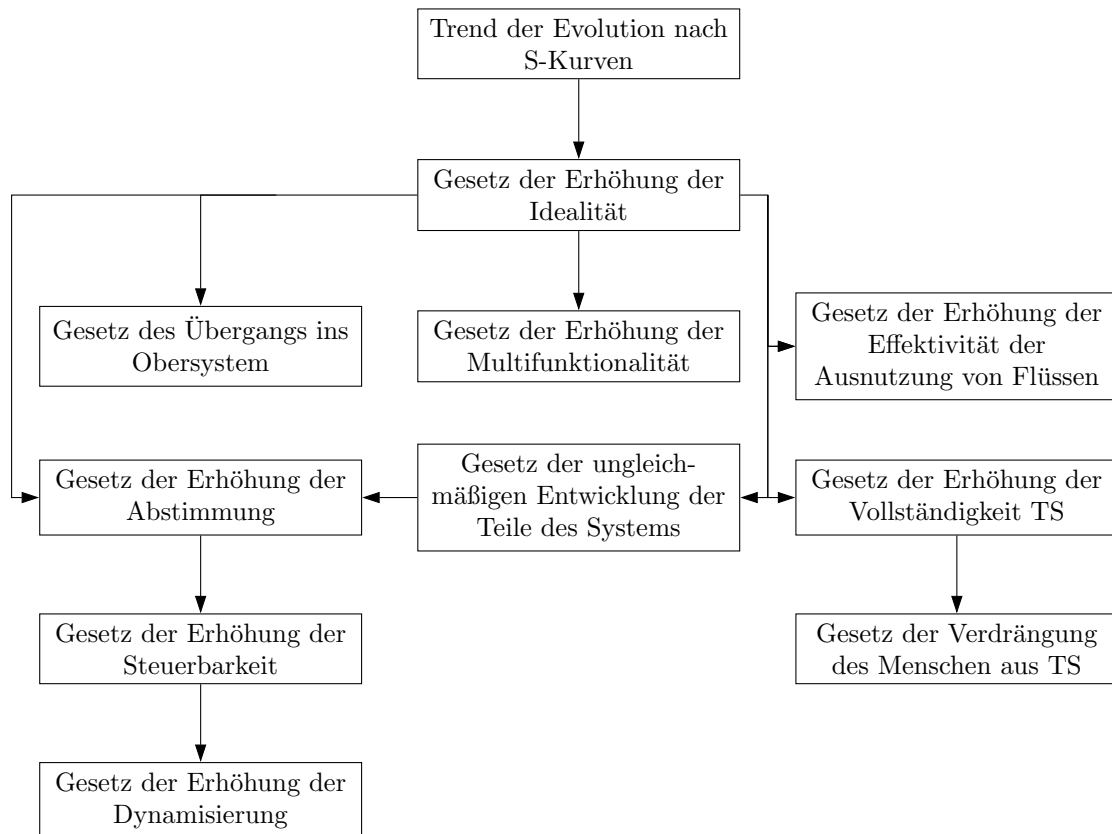 Trend der Evolution nach
S-Kurven
Gesetz der Erhöhung der
Idealität
Gesetz des Übergangs ins
Obersystem
Gesetz der Erhöhung der
Multifunktionalität
Gesetz der Erhöhung der
Effektivität der
Ausnutzung von Flüssen
Gesetz der Erhöhung der
Abstimmung
Gesetz der ungleich-
mäßigen Entwicklung der
Teile des Systems
Gesetz der Erhöhung der
Vollständigkeit TS
Gesetz der Erhöhung der
Steuerbarkeit
Gesetz der Verdrängung
des Menschen aus TS
Gesetz der Erhöhung der
Dynamisierung